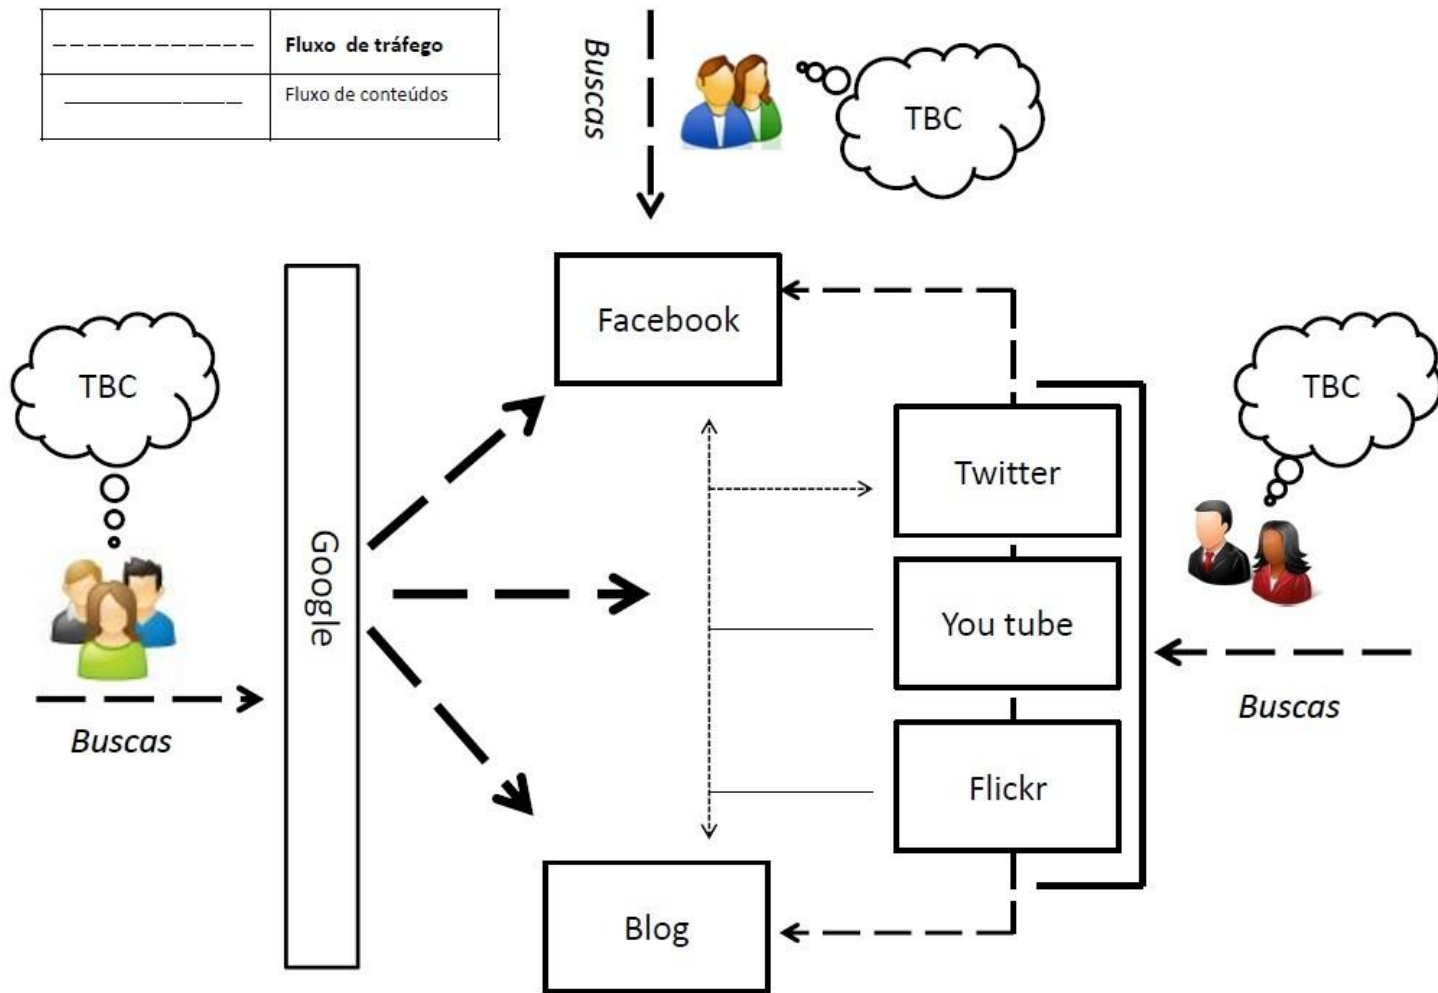 Fluxo de tráfego
Fluxo de conteúdos
Buscas
TBC
Facebook
TBC
TBC
Twitter
Google
You tube
Buscas
Buscas
Flickr
Blog